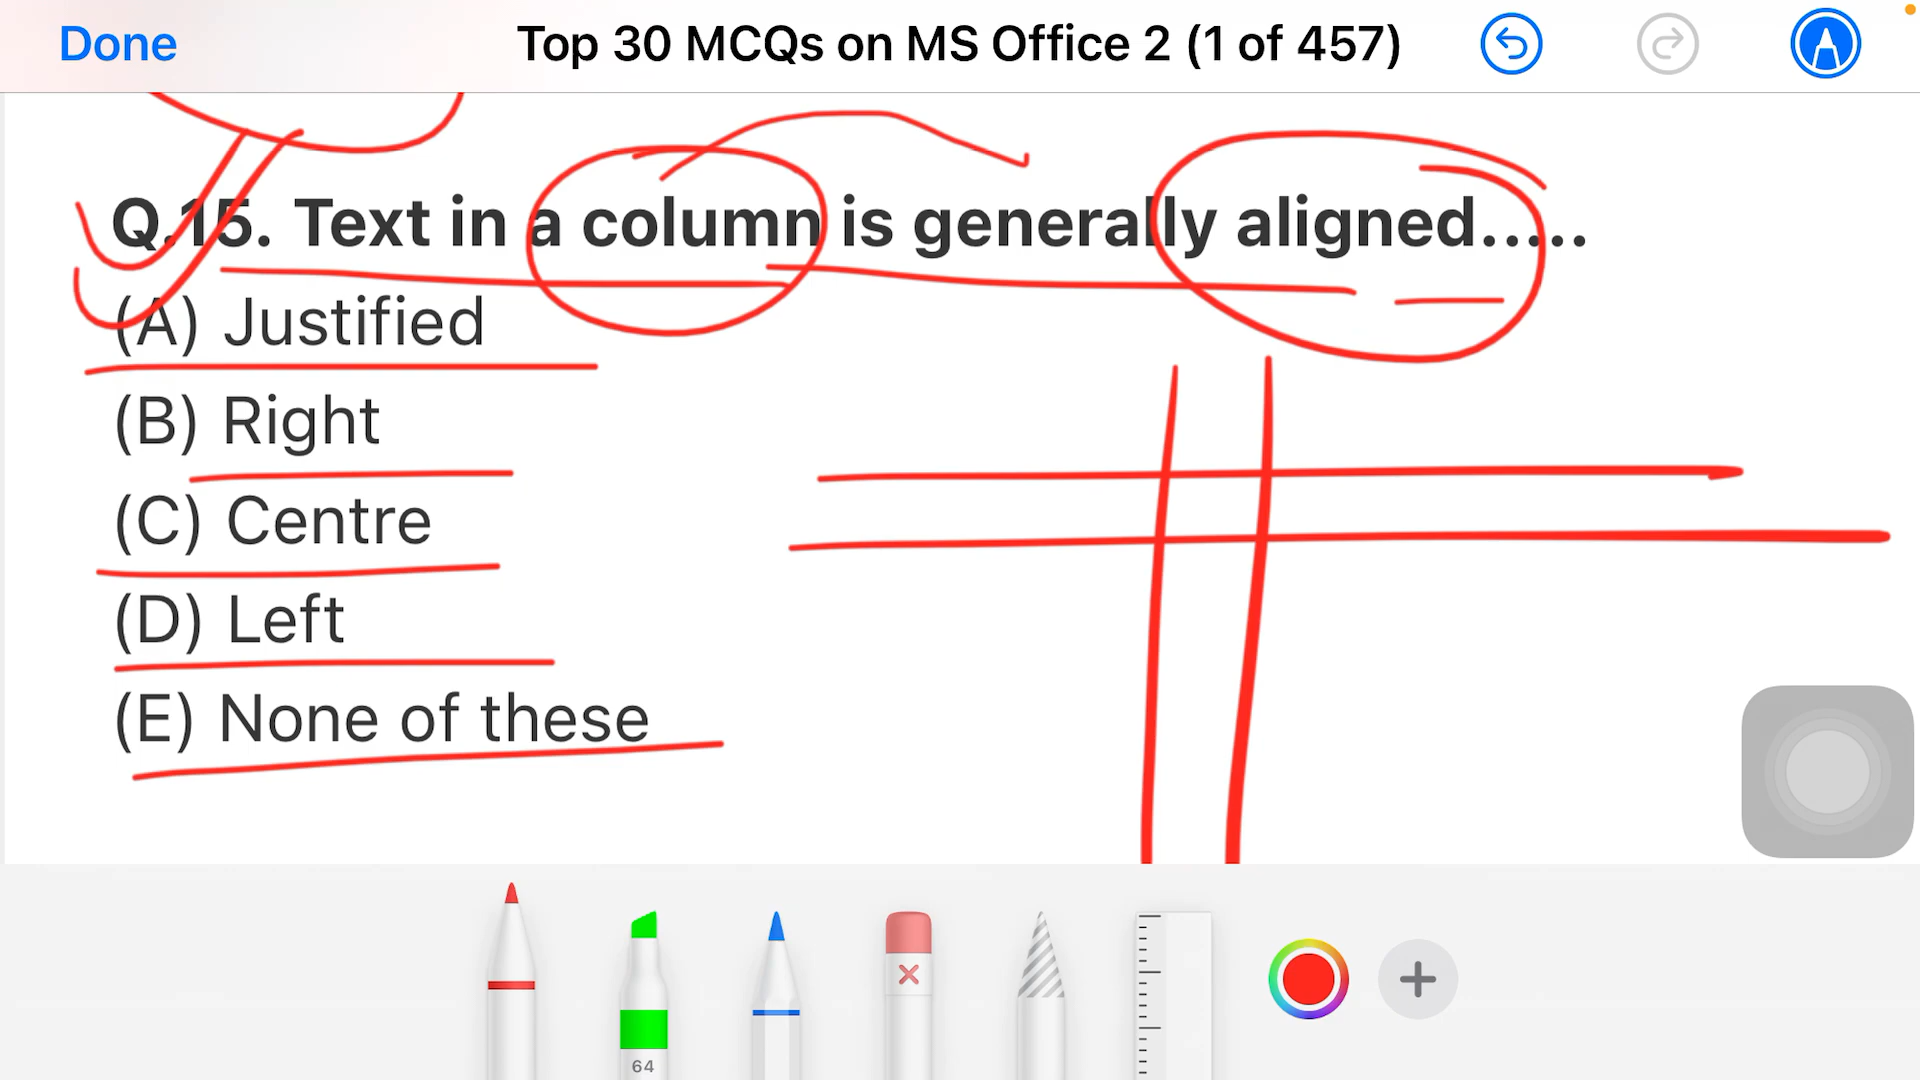 Done
Top 30 MCQs on MS Office 2 (1 of 457)
Q.15. Text in a column is generally aligned.....
(A) Justified
(B) Right
(C) Centre
(D) Left
(E) None of these
64